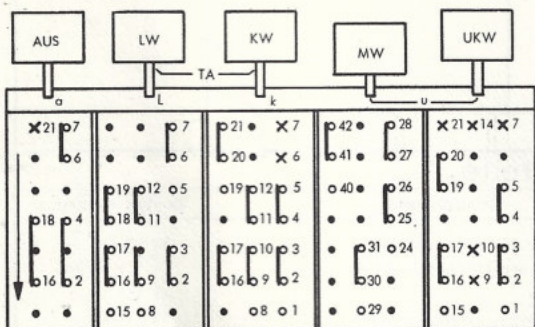 AUS LW KW MW UKW
TA
a L k u
21 7 7 21 7 42 28 21 14 7
6 6 20 6 41 27 20
19 12 5 19 12 5 40 26 19 5
18 4 18 11 11 4 25 4
17 3 17 10 3 31 24 17 10 3
16 2 16 9 2 16 9 2 30 16 9 2
15 8 8 1 29 15 1